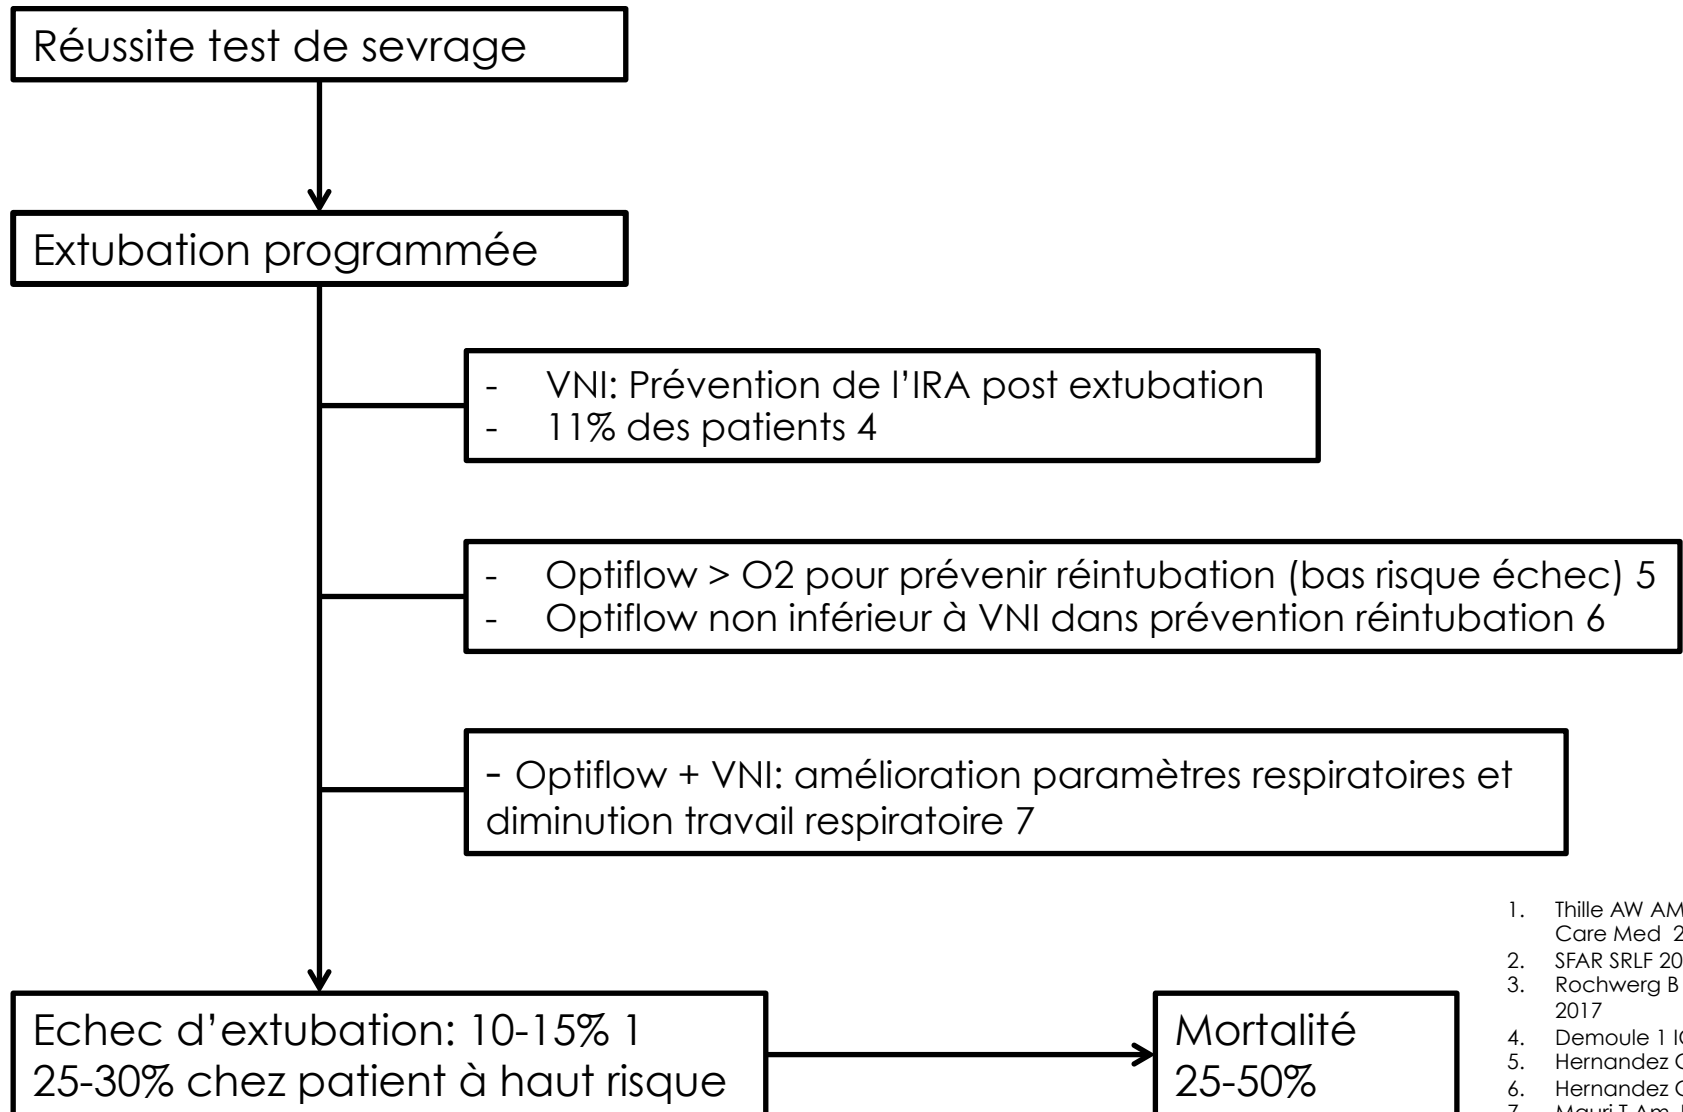 Réussite test de sevrage
Extubation programmée
- VNI: Prévention de l’IRA post extubation
- 11% des patients 4
- Optiflow > O2 pour prévenir réintubation (bas risque échec) 5
- Optiflow non inférieur à VNI dans prévention réintubation 6
- Optiflow + VNI: amélioration paramètres respiratoires et
diminution travail respiratoire 7
Echec d’extubation: 10-15% 1
25-30% chez patient à haut risque
Mortalité
25-50%
1. Thille AW
Care Med
2. SFAR SRLF
3. Rochwerg B
2017
4. Demoule 1
5. Hernandez
6. Hernandez